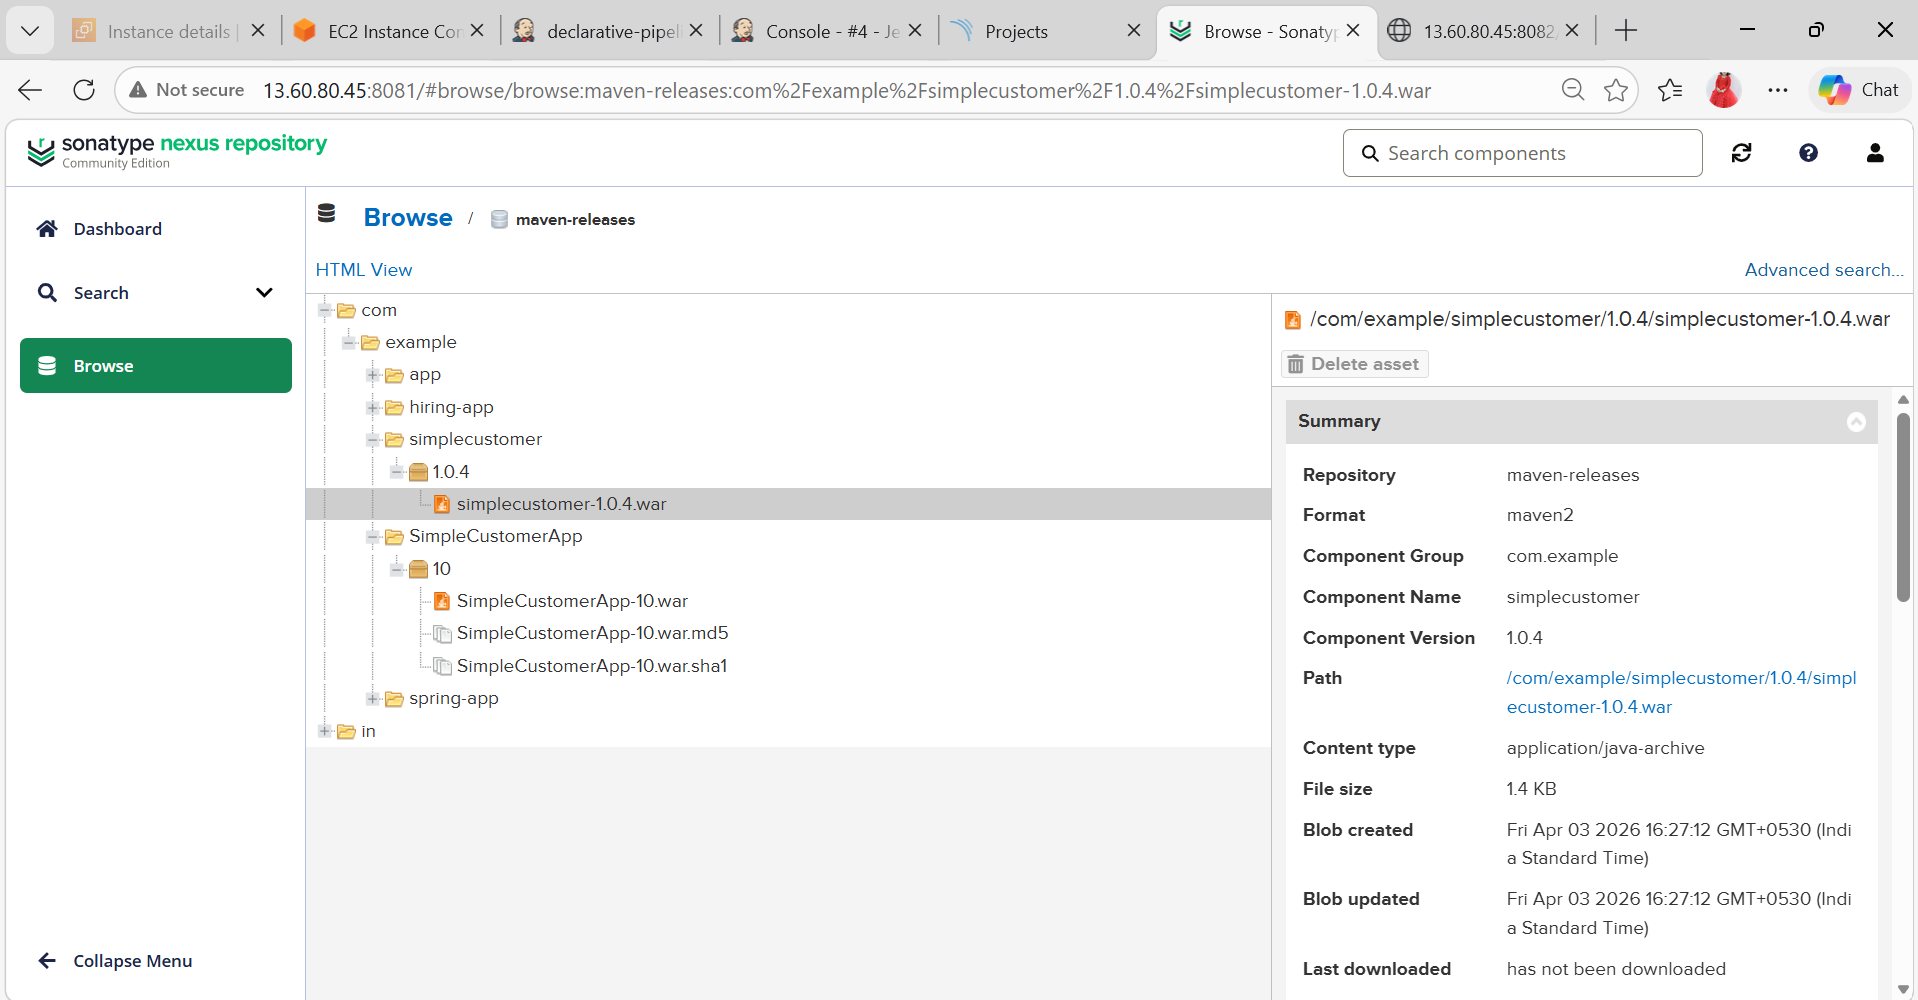 Instance details
EC2 Instance Con
declarative-pipeli
Console - #4 - Je
Projects
Browse - Sonaty
13.60.80.45:8082
Not secure
13.60.80.45:8081/#browse/browse:maven-releases:com%2Fexample%2Fsimplecustomer%2F1.0.4%2Fsimplecustomer-1.0.4.war
Chat
sonatype nexus repository
Community Edition
Search components
Dashboard
Search
Browse
Collapse Menu
Browse / maven-releases
HTML View
Advanced search...
com
example
app
hiring-app
simplecustomer
1.0.4
simplecustomer-1.0.4.war
SimpleCustomerApp
10
SimpleCustomerApp-10.war
SimpleCustomerApp-10.war.md5
SimpleCustomerApp-10.war.sha1
spring-app
in
/com/example/simplecustomer/1.0.4/simplecustomer-1.0.4.war
Delete asset
Summary
Repository maven-releases
Format maven2
Component Group com.example
Component Name simplecustomer
Component Version 1.0.4
Path /com/example/simplecustomer/1.0.4/simpl
ecustomer-1.0.4.war
Content type application/java-archive
File size 1.4 KB
Blob created Fri Apr 03 2026 16:27:12 GMT+0530 (Indi
a Standard Time)
Blob updated Fri Apr 03 2026 16:27:12 GMT+0530 (Indi
a Standard Time)
Last downloaded has not been downloaded